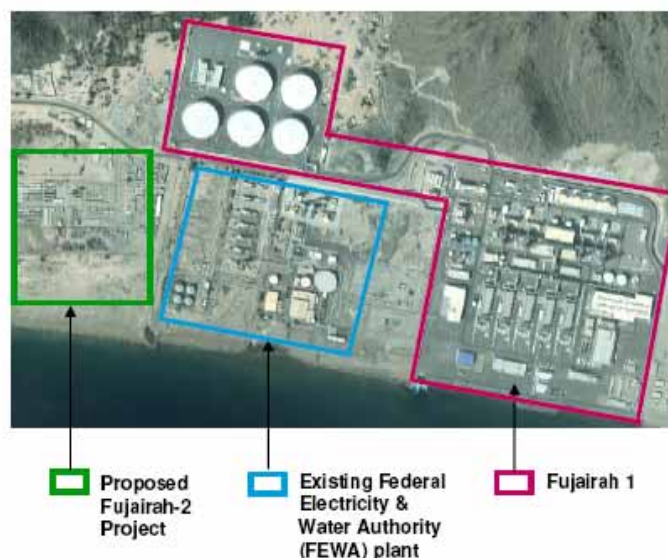 Proposed
Fujairah-2
Project
Existing Federal
Electricity &
Water Authority
(FEWA) plant
Fujairah 1